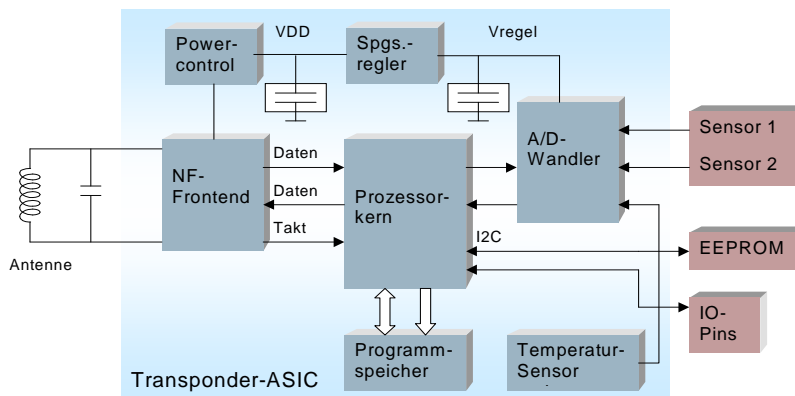 VDD
Vregel
Power-
control
Spgs.-
regler
A/D-
Wandler
Sensor 1
Sensor 2
NF-
Frontend
Daten
Daten
Takt
Prozessor-
kern
I2C
Antenne
EEPROM
IO-
Pins
Programm-
speicher
Temperatur-
Sensor
Transponder-ASIC